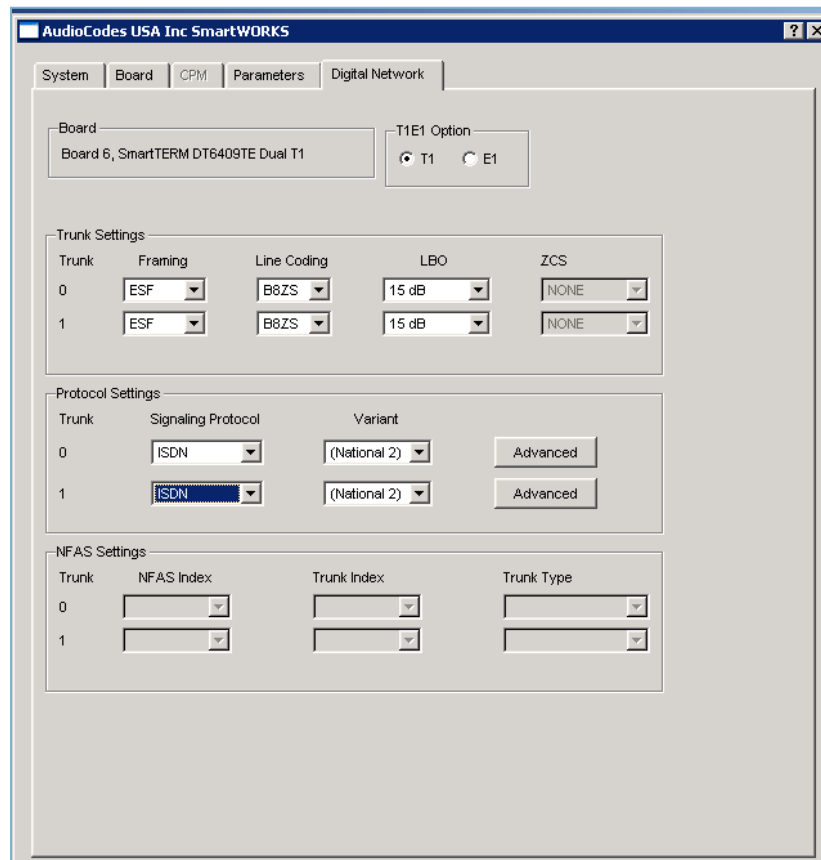 AudioCodes USA Inc SmartWORKS
System Board CPM Parameters Digital Network
Board
Board 6, SmartTERM DT6409TE Dual T1
T1E1 Option
T1 E1
Trunk Settings
Trunk Framing Line Coding LBO ZCS
0 ESF B8ZS 15 dB NONE
1 ESF B8ZS 15 dB NONE
Protocol Settings
Trunk Signaling Protocol Variant
0 ISDN (National 2) Advanced
1 ISDN (National 2) Advanced
NFAS Settings
Trunk NFAS Index Trunk Index Trunk Type
0
1